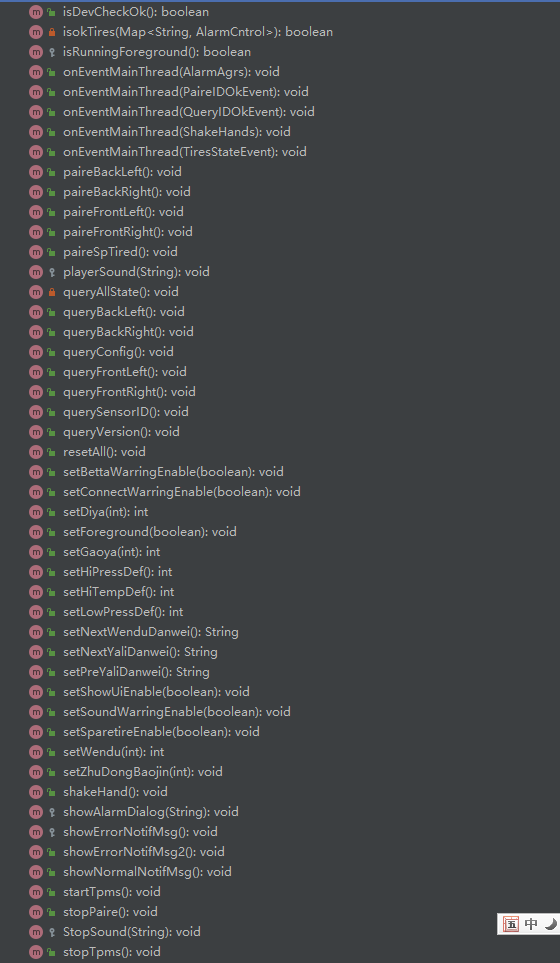 m isDevCheckOk(): boolean
m isokTires(Map<String, AlarmCntrol>): boolean
m isRunningForeground(): boolean
m onEventMainThread(AlarmAgrs): void
m onEventMainThread(PaireIDOkEvent): void
m onEventMainThread(QueryIDOkEvent): void
m onEventMainThread(ShakeHands): void
m onEventMainThread(TiresStateEvent): void
m paireBackLeft(): void
m paireBackRight(): void
m paireFrontLeft(): void
m paireFrontRight(): void
m paireSpTired(): void
m playerSound(String): void
m queryAllState(): void
m queryBackLeft(): void
m queryBackRight(): void
m queryConfig(): void
m queryFrontLeft(): void
m queryFrontRight(): void
m querySensorID(): void
m queryVersion(): void
m resetAll(): void
m setBettaWarringEnable(boolean): void
m setConnectWarringEnable(boolean): void
m setDiya(int): int
m setForeground(boolean): void
m setGaoya(int): int
m setHiPressDef(): int
m setHiTempDef(): int
m setLowPressDef(): int
m setNextWenduDanwei(): String
m setNextYaliDanwei(): String
m setPreYaliDanwei(): String
m setShowUiEnable(boolean): void
m setSoundWarringEnable(boolean): void
m setSparetireEnable(boolean): void
m setWendu(int): int
m setZhuDongBaojin(int): void
m shakeHand(): void
m showAlarmDialog(String): void
m showErrorNotifMsg(): void
m showErrorNotifMsg2(): void
m showNormalNotifMsg(): void
m startTpms(): void
m stopPaire(): void
五 中
m StopSound(String): void
m stopTpms(): void